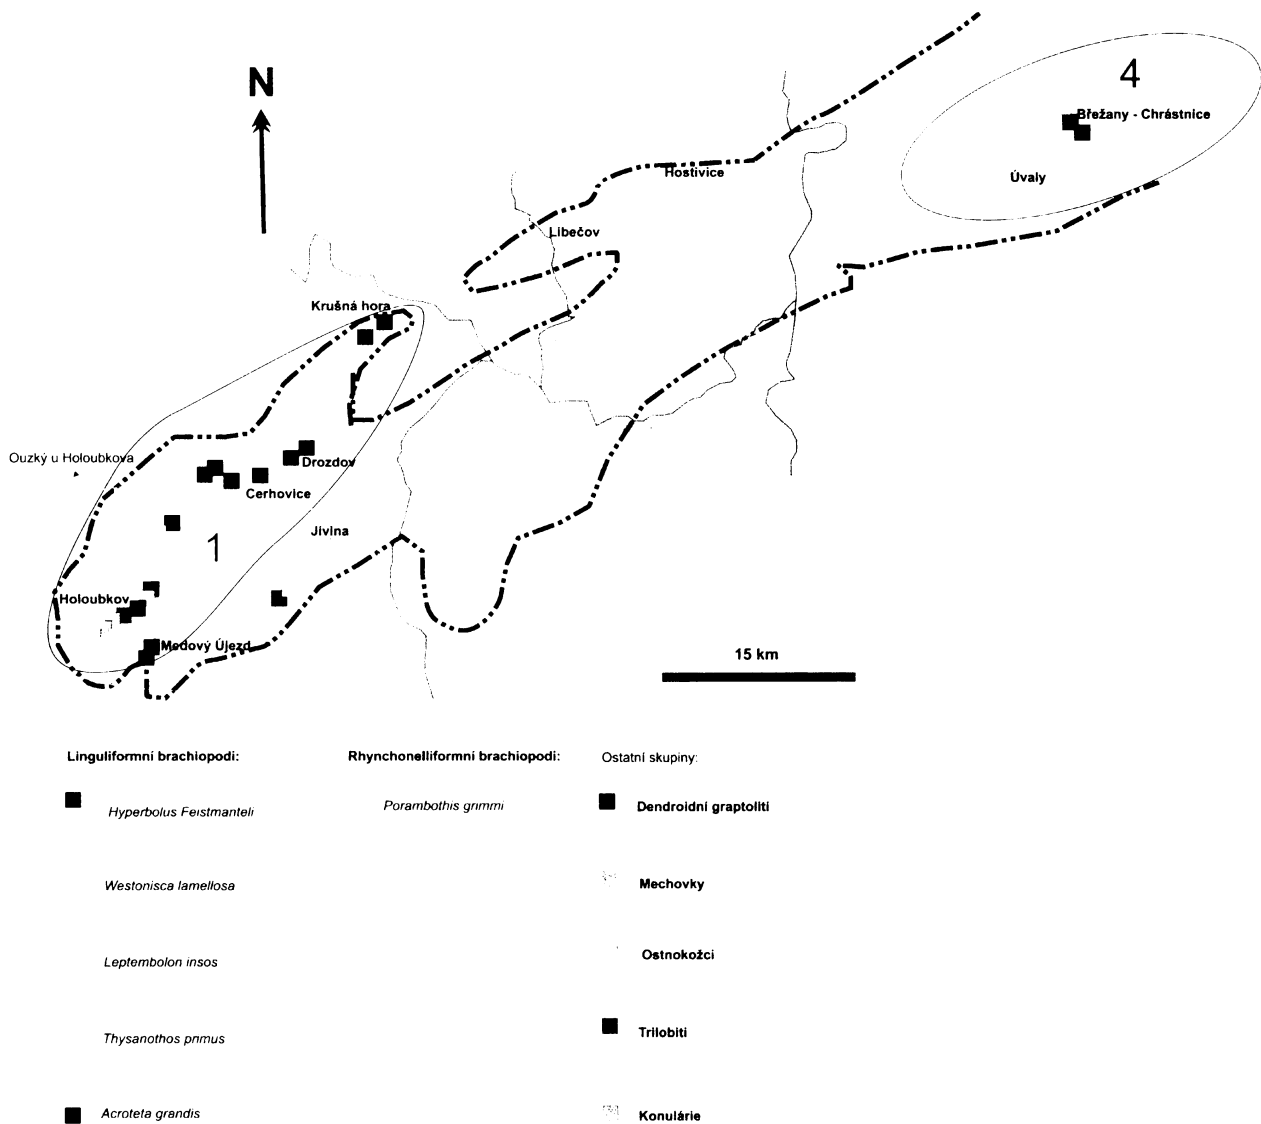 N
4
Břežany - Chrástnice
Úvaly
Hostivice
Libečov
Krušná hora
Ouzký u Holoubkova
Drozdov
Cerhovice
Jivina
1
Holoubkov
Medový Újezd
15 km
Linguliformní brachiopodi:
Rhynchonelliformní brachiopodi:
Ostatní skupiny:
Hyperbolus Feistmanteli
Porambothis grimmi
Dendroidní graptoliti
Westonisca lamellosa
Mechovky
Leptembolon insos
Ostnokožci
Thysanothos primus
Trilobiti
Acroteta grandis
Konulárie